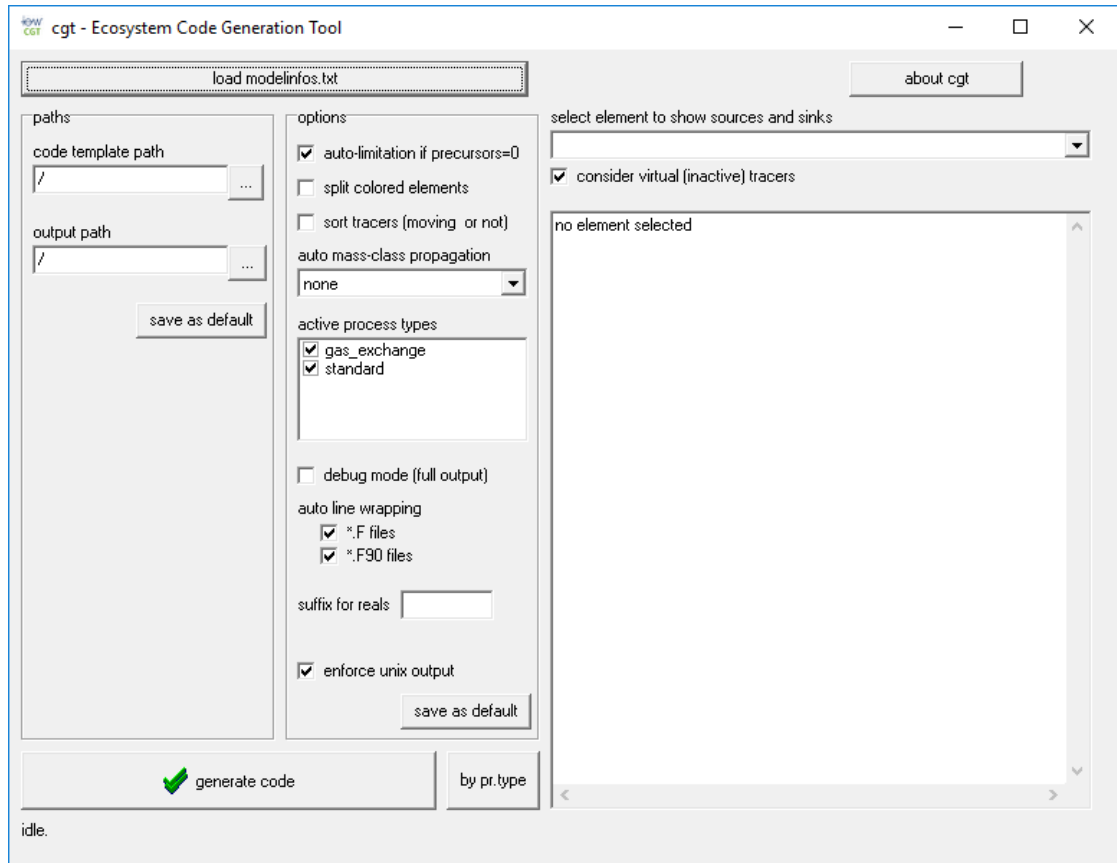 iow CGT cgt - Ecosystem Code Generation Tool
load modelinfos.txt
about cgt
paths
code template path
/
...
output path
/
...
save as default
options
auto-limitation if precursors=0
split colored elements
sort tracers (moving or not)
auto mass-class propagation
none
active process types
gas_exchange
standard
debug mode (full output)
auto line wrapping
*.F files
*.F90 files
suffix for reals
enforce unix output
save as default
select element to show sources and sinks
consider virtual (inactive) tracers
no element selected
generate code
by pr.type
idle.